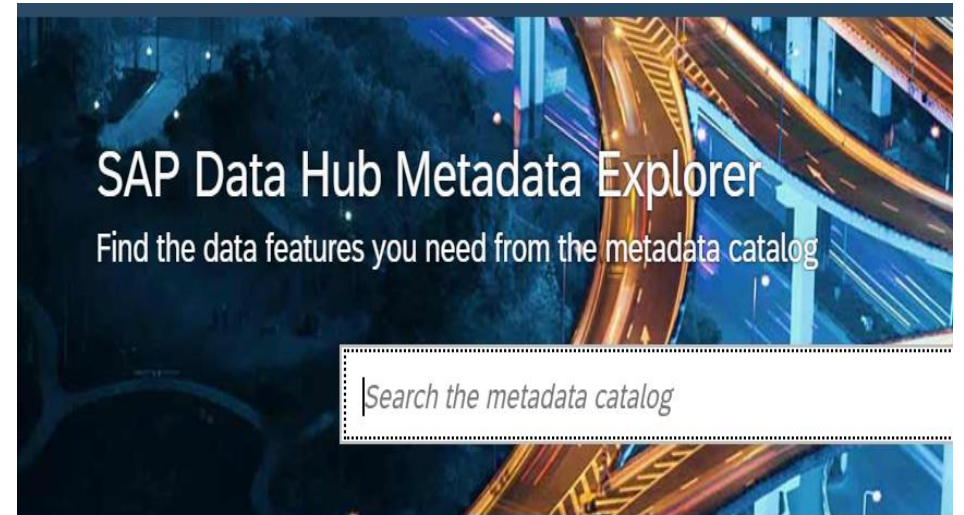 SAP Data Hub Metadata Explorer
Find the data features you need from the metadata catalog
Search the metadata catalog